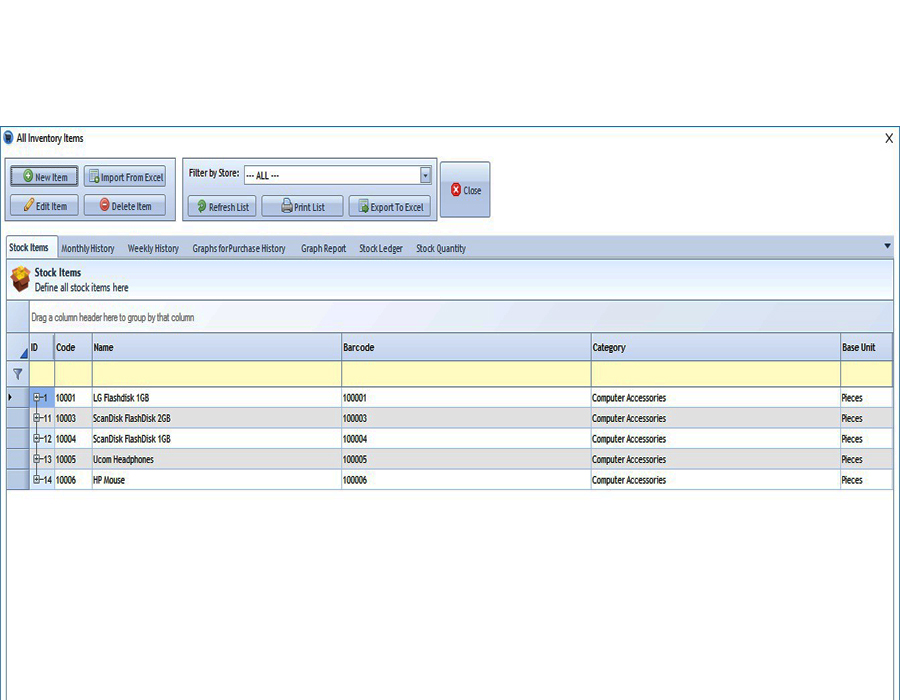 All Inventory Items X
New Item Import From Excel Filter by Store: --- ALL --- Close
Edit Item Delete Item Refresh List Print List Export To Excel
Stock Items Monthly History Weekly History Graphs for Purchase History Graph Report Stock Ledger Stock Quantity
Stock Items
Define all stock items here
Drag a column header here to group by that column
ID Code Name Barcode Category Base Unit
1 10001 LG Flashdisk 1GB 100001 Computer Accessories Pieces
11 10003 ScanDisk FlashDisk 2GB 100003 Computer Accessories Pieces
12 10004 ScanDisk FlashDisk 1GB 100004 Computer Accessories Pieces
13 10005 Ucom Headphones 100005 Computer Accessories Pieces
14 10006 HP Mouse 100006 Computer Accessories Pieces